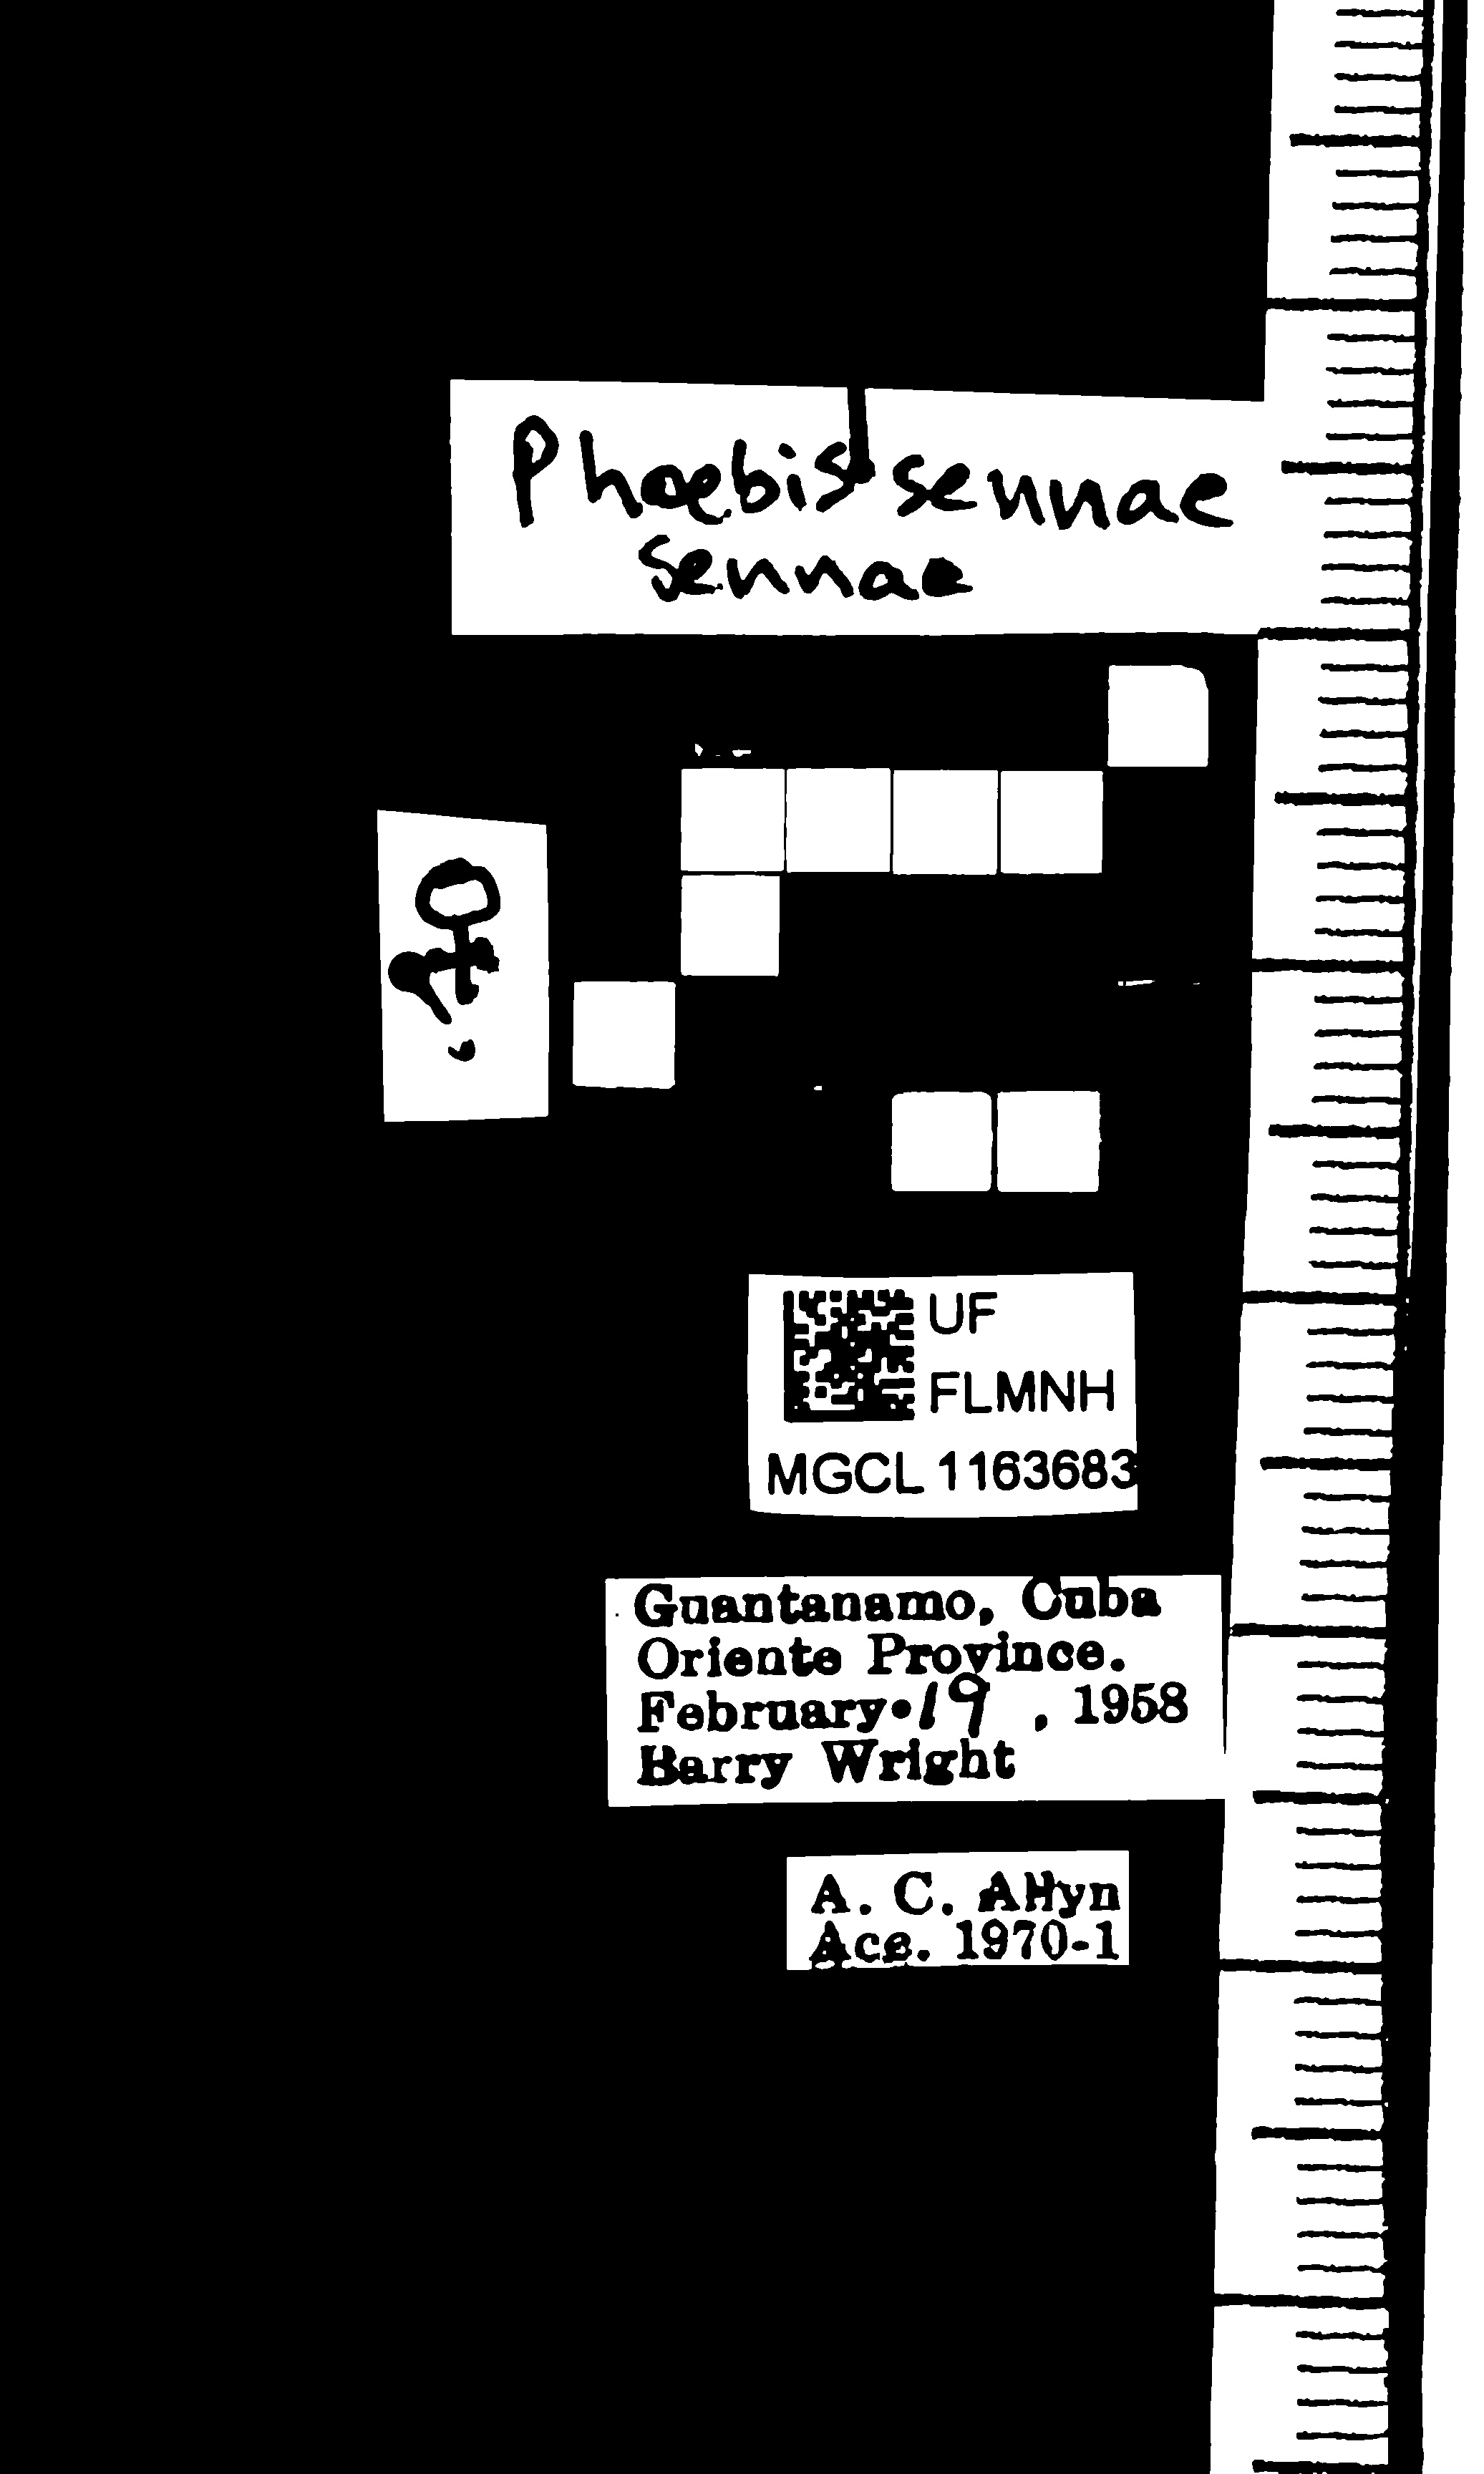 Phoebis sennae
sennae
♀
UF
FLMNH
MGCL 1163683
Guantanamo, Cuba
Oriente Province.
February 19, 1958
Barry Wright
A. C. Allyn
Acc. 1970-1